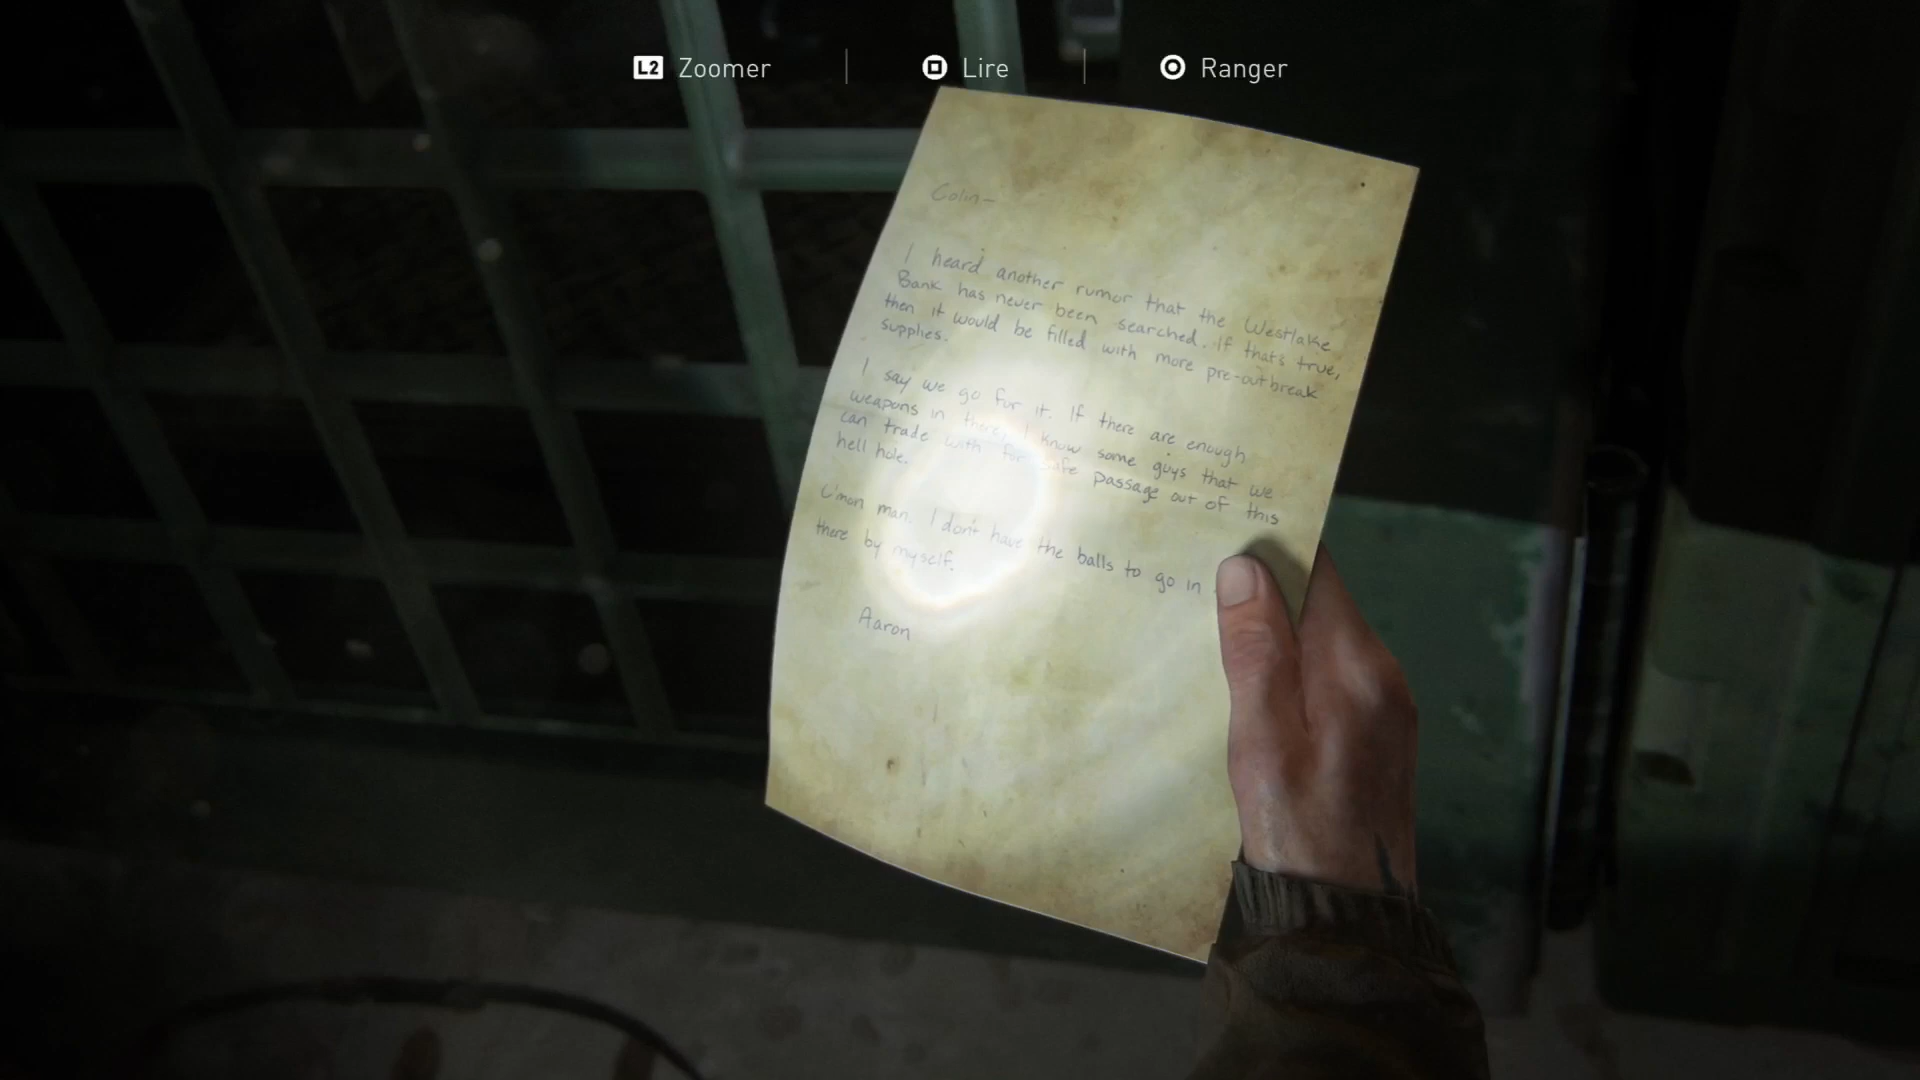 L2 Zoomer
Lire
Ranger
Colin-
I heard another rumor that the Westlake
Bank has never been searched. If that's true,
then it would be filled with more pre-outbreak
supplies.
I say we go for it. If there are enough
weapons in there, I know some guys that we
can trade with for safe passage out of this
hell hole.
C'mon man. I don't have the balls to go in
there by myself.
Aaron